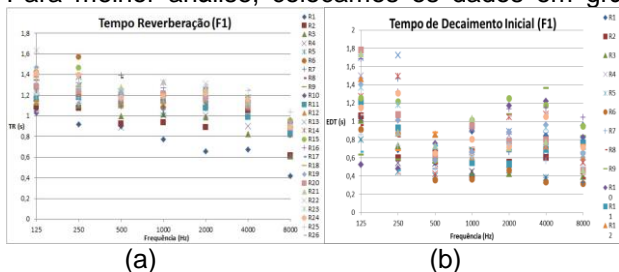 Para melhor análise, colocamos os dados em grá
Tempo Reverberação (F1)
1,8
1,6
1,4
1,2
1
TR (s)
0,8
0,6
0,4
0,2
0
125 250 500 1000 2000 4000 8000
Frequência (Hz)
R1
R2
R3
R4
R5
R6
R7
R8
R9
R10
R11
R12
R13
R14
R15
R16
R17
R18
R19
R20
R21
R22
R23
R24
R25
R26
(a)
Tempo de Decaimento Inicial (F1)
2
1,8
1,6
1,4
1,2
1
EDT (s)
0,8
0,6
0,4
0,2
0
125 250 500 1000 2000 4000 8000
Frequência (Hz)
R1
R2
R3
R4
R5
R6
R7
R8
R9
R1
0
R1
1
R1
2
(b)